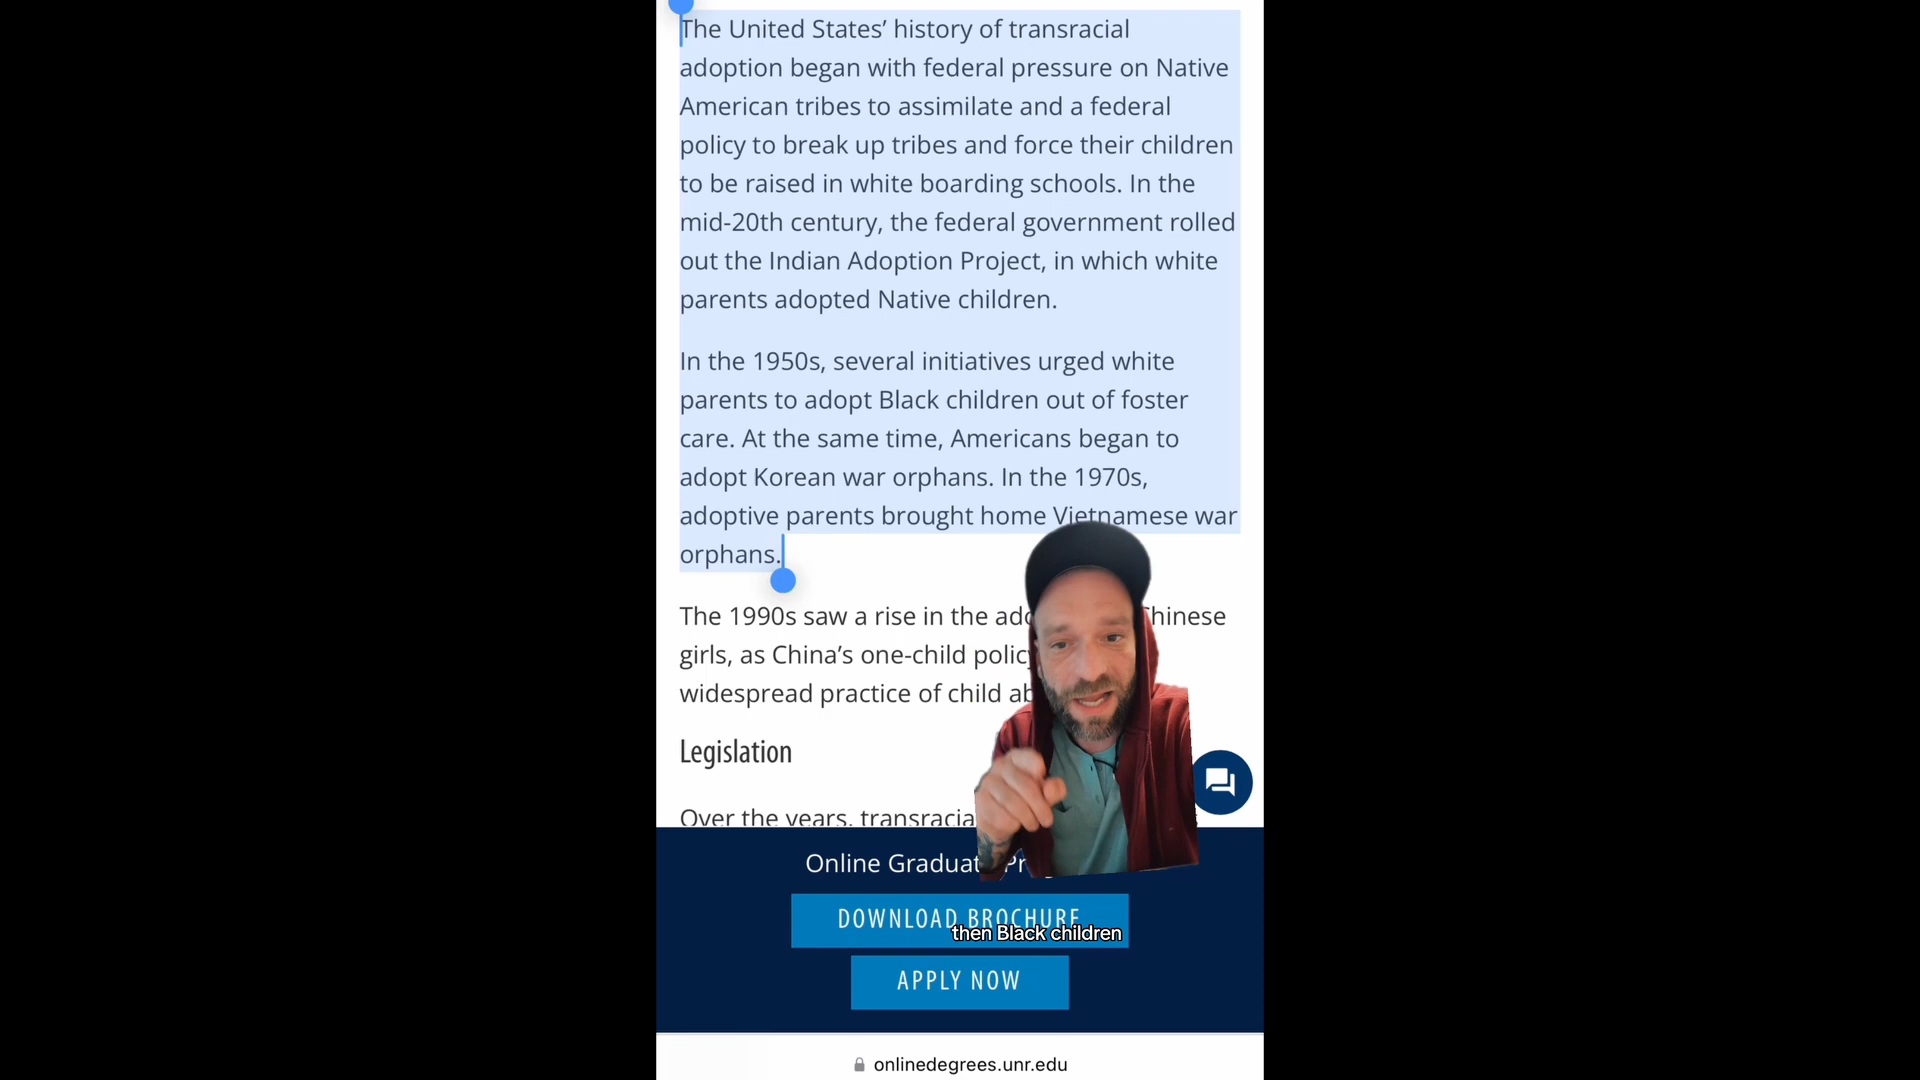 The United States’ history of transracial
adoption began with federal pressure on Native
American tribes to assimilate and a federal
policy to break up tribes and force their children
to be raised in white boarding schools. In the
mid-20th century, the federal government rolled
out the Indian Adoption Project, in which white
parents adopted Native children.
In the 1950s, several initiatives urged white
parents to adopt Black children out of foster
care. At the same time, Americans began to
adopt Korean war orphans. In the 1970s,
adoptive parents brought home Vietnamese war
orphans.
The 1990s saw a rise in the Chinese
girls, as China’s one-child
widespread practice of child
Legislation
Over the years,
Online
DOWNLOAD BROCHURE
then Black children
APPLY NOW
onlinedegrees.unr.edu